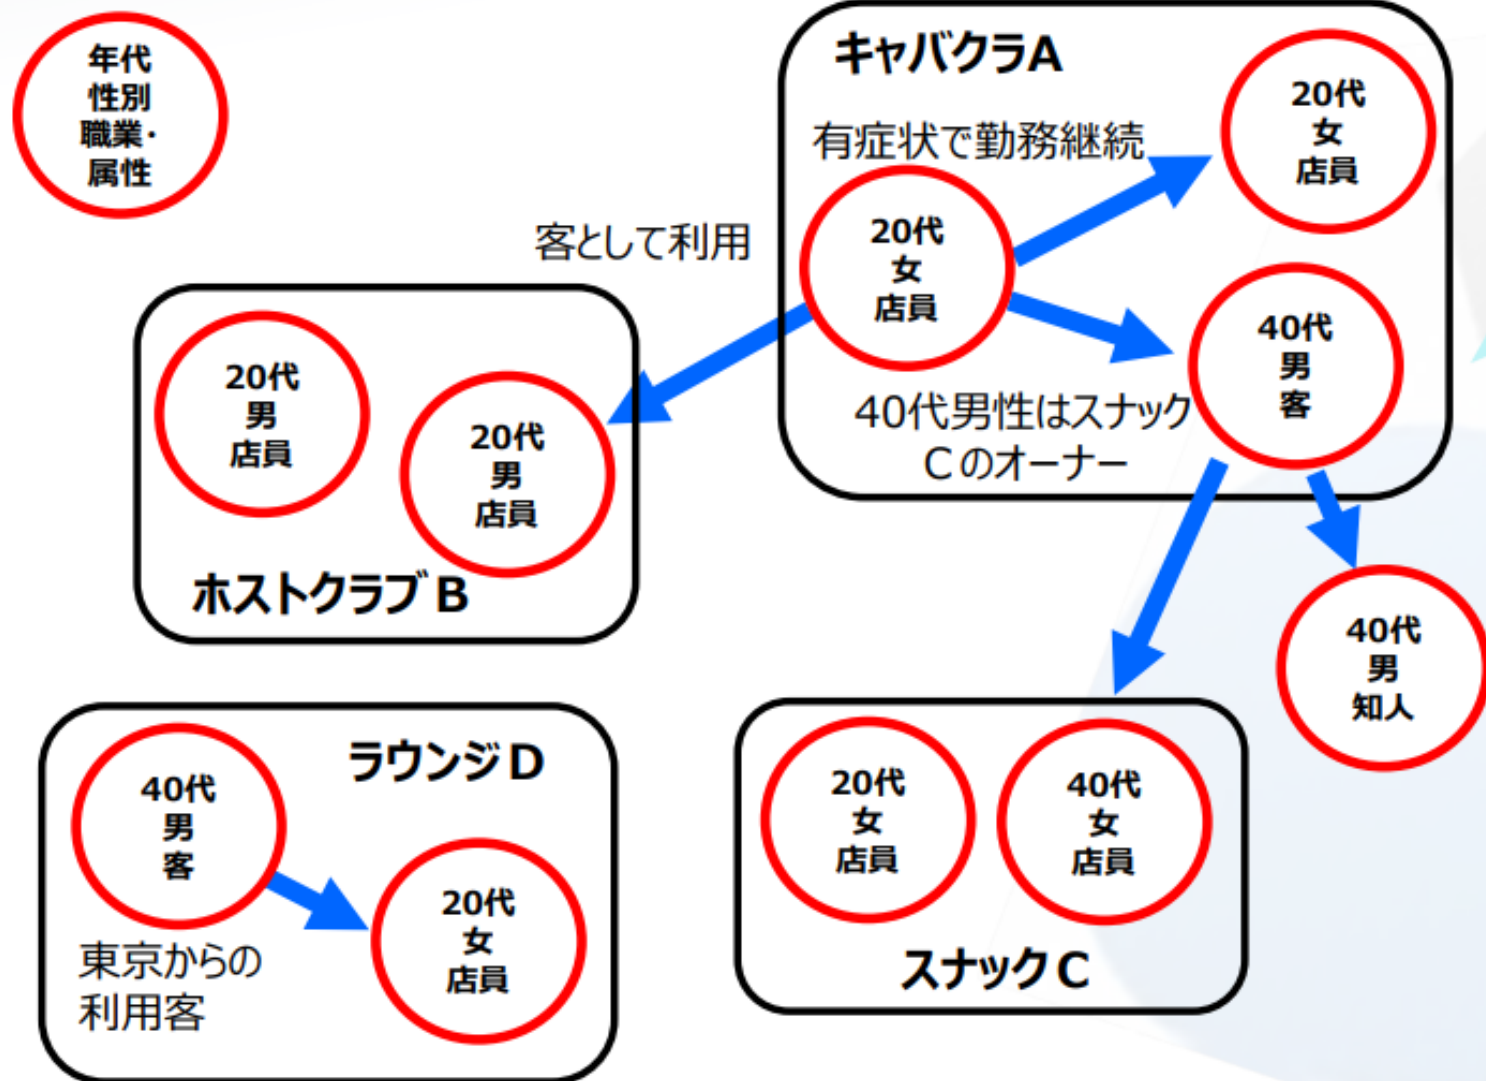 年代
性別
職業・
属性
キャバクラA
有症状で勤務継続
20代
女
店員
20代
女
店員
客として利用
40代
男
客
40代男性はスナック
Cのオーナー
20代
男
店員
20代
男
店員
ホストクラブB
40代
男
知人
ラウンジD
40代
男
客
20代
女
店員
東京からの
利用客
20代
女
店員
40代
女
店員
スナックC